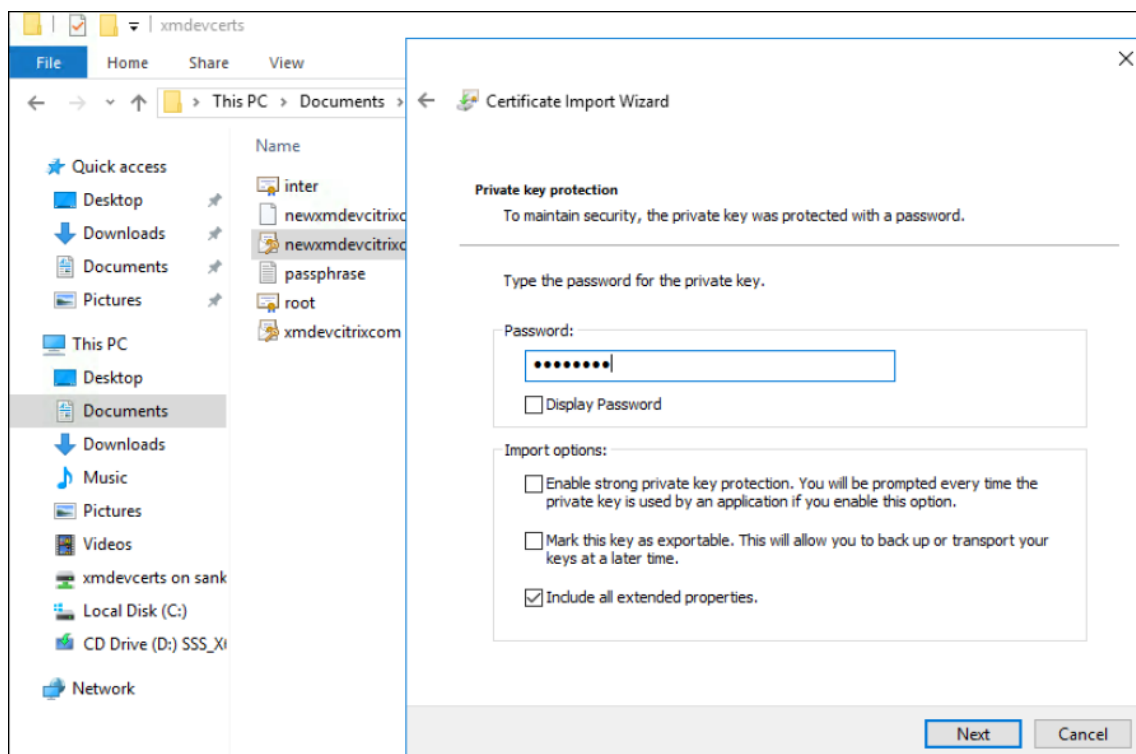 xmdevcerts
File Home Share View
This PC > Documents >
Name
Quick access
Desktop
Downloads
Documents
Pictures
This PC
Desktop
Documents
Downloads
Music
Pictures
Videos
xmdevcerts on sank
Local Disk (C:)
CD Drive (D:)
Network
inter
newxmdevcitrixc
newxmdevcitrixc
passphrase
root
xmdevcitrixcom
Certificate Import Wizard
Private key protection
To maintain security, the private key was protected with a password.
Type the password for the private key.
Password:
••••••••
Display Password
Import options:
Enable strong private key protection. You will be prompted every time the
private key is used by an application if you enable this option.
Mark this key as exportable. This will allow you to back up or transport your
keys at a later time.
Include all extended properties.
Next Cancel